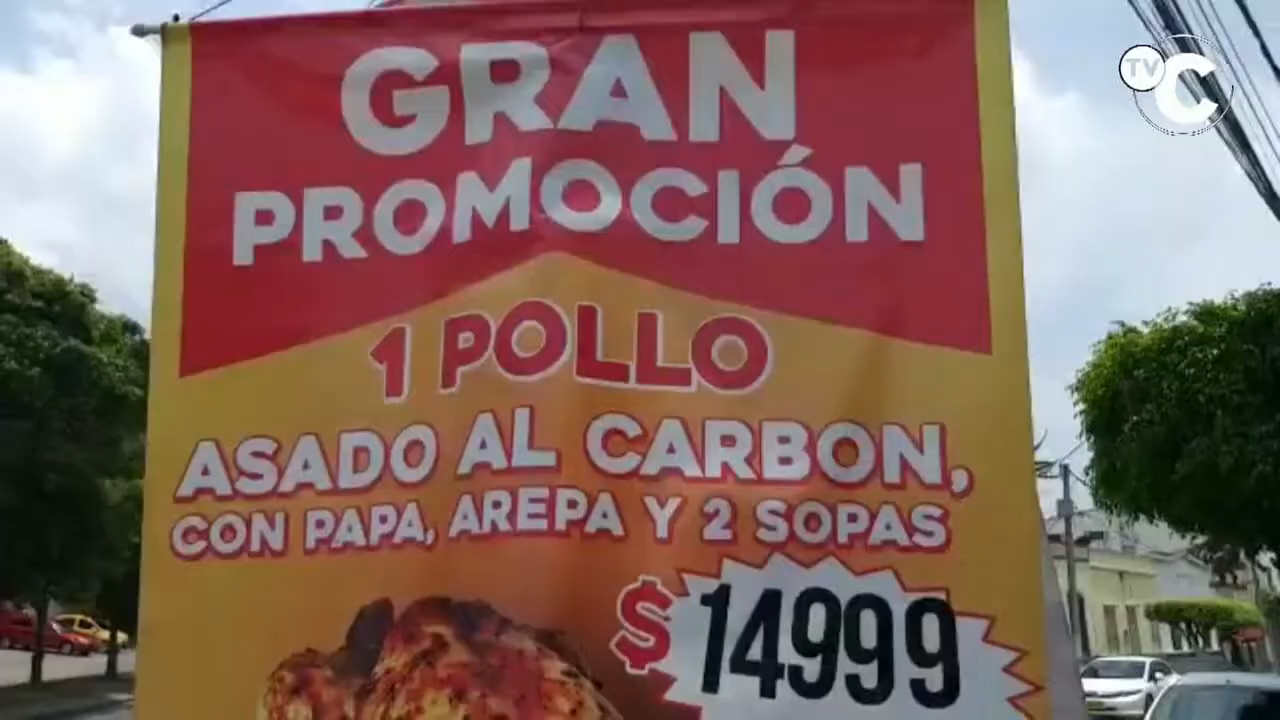 TV C
GRAN
PROMOCIÓN
1 POLLO
ASADO AL CARBON,
CON PAPA, AREPA Y 2 SOPAS
$14999